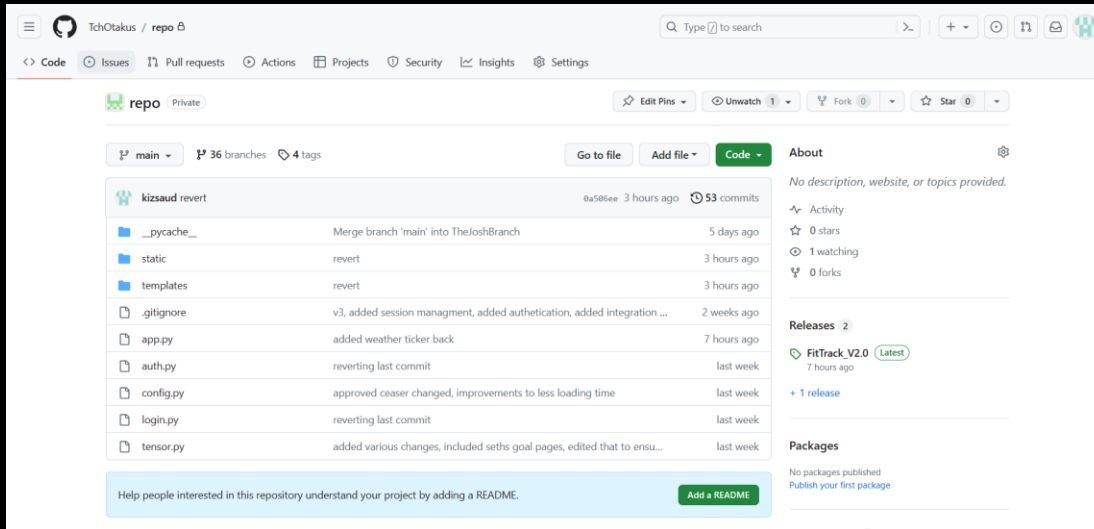 TchOtakus / repo
Type / to search
Code Issues Pull requests Actions Projects Security Insights Settings
repo Private
Edit Pins Unwatch 1 Fork 0 Star 0
main 36 branches 4 tags Go to file Add file Code
kizsaud revert 0a506ee 3 hours ago 53 commits
__pycache__ Merge branch 'main' into TheJoshBranch 5 days ago
static revert 3 hours ago
templates revert 3 hours ago
.gitignore v3, added session managment, added authetication, added integration ... 2 weeks ago
app.py added weather ticker back 7 hours ago
auth.py reverting last commit last week
config.py approved ceaser changed, improvements to less loading time last week
login.py reverting last commit last week
tensor.py added various changes, included seths goal pages, edited that to ensu... last week
Help people interested in this repository understand your project by adding a README. Add a README
About
No description, website, or topics provided.
Activity
0 stars
1 watching
0 forks
Releases 2
FitTrack_V2.0 Latest
7 hours ago
+ 1 release
Packages
No packages published
Publish your first package